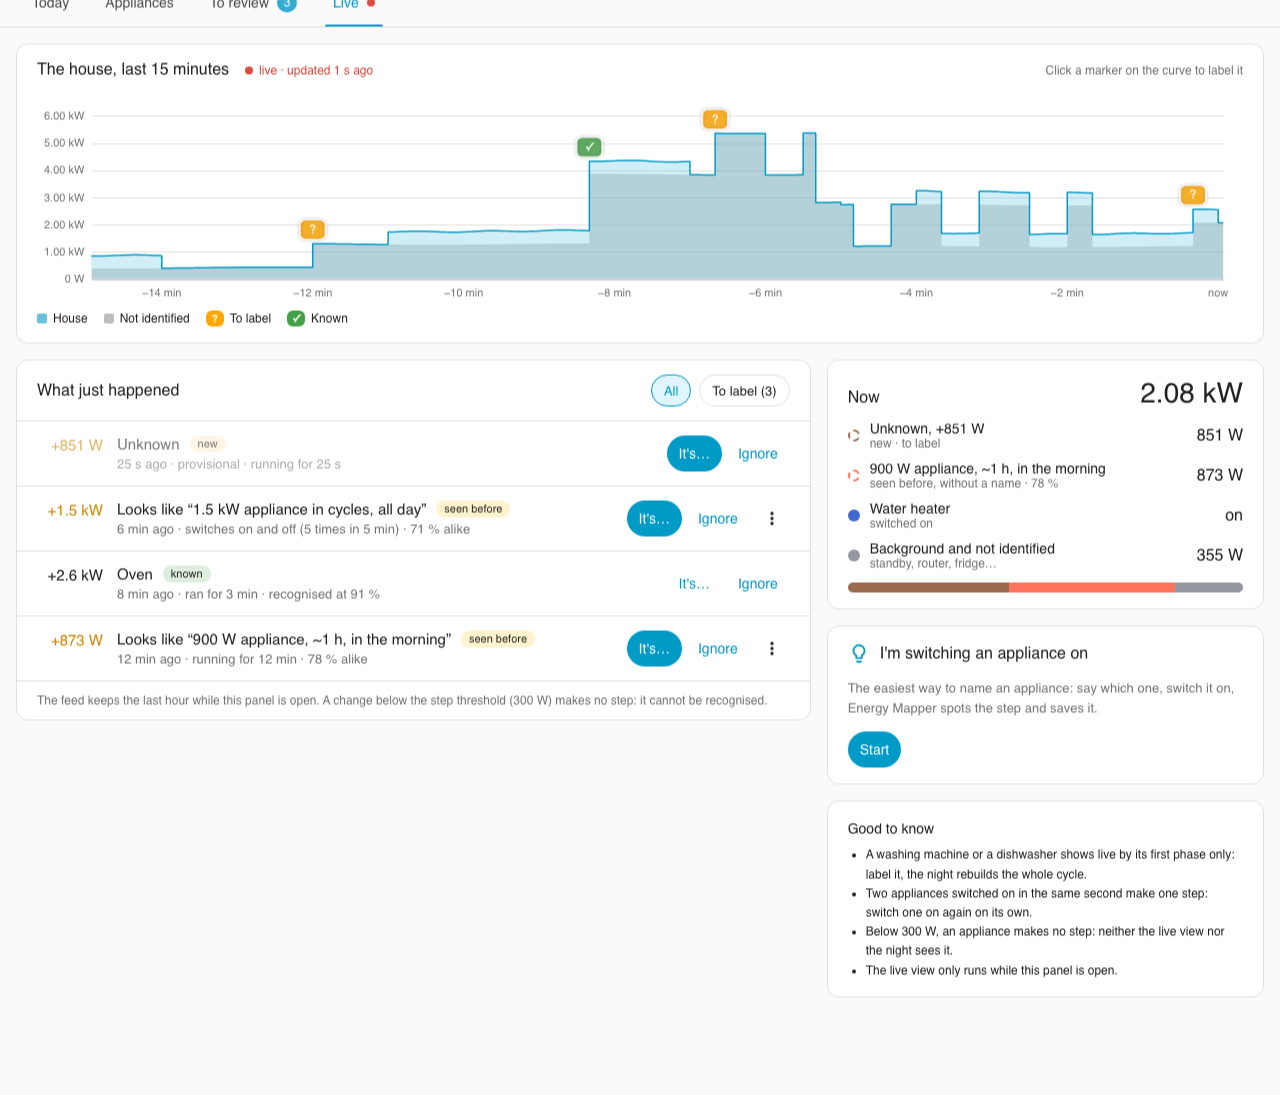 Today Appliances To review 3 Live
The house, last 15 minutes live · updated 1 s ago Click a marker on the curve to label it
6.00 kW
5.00 kW
4.00 kW
3.00 kW
2.00 kW
1.00 kW
0 W
✓ ? ? ?
−14 min −12 min −10 min −8 min −6 min −4 min −2 min now
House Not identified ? To label ✓ Known
What just happened All To label (3)
+851 W Unknown new
25 s ago · provisional · running for 25 s
It's… Ignore
+1.5 kW Looks like “1.5 kW appliance in cycles, all day” seen before
6 min ago · switches on and off (5 times in 5 min) · 71 % alike
It's… Ignore
+2.6 kW Oven known
8 min ago · ran for 3 min · recognised at 91 %
It's… Ignore
+873 W Looks like “900 W appliance, ~1 h, in the morning” seen before
12 min ago · running for 12 min · 78 % alike
It's… Ignore
The feed keeps the last hour while this panel is open. A change below the step threshold (300 W) makes no step: it cannot be recognised.
Now 2.08 kW
Unknown, +851 W 851 W
new · to label
900 W appliance, ~1 h, in the morning 873 W
seen before, without a name · 78 %
Water heater on
switched on
Background and not identified 355 W
standby, router, fridge…
I'm switching an appliance on
The easiest way to name an appliance: say which one, switch it on,
Energy Mapper spots the step and saves it.
Start
Good to know
• A washing machine or a dishwasher shows live by its first phase only:
label it, the night rebuilds the whole cycle.
• Two appliances switched on in the same second make one step:
switch one on again on its own.
• Below 300 W, an appliance makes no step: neither the live view nor
the night sees it.
• The live view only runs while this panel is open.